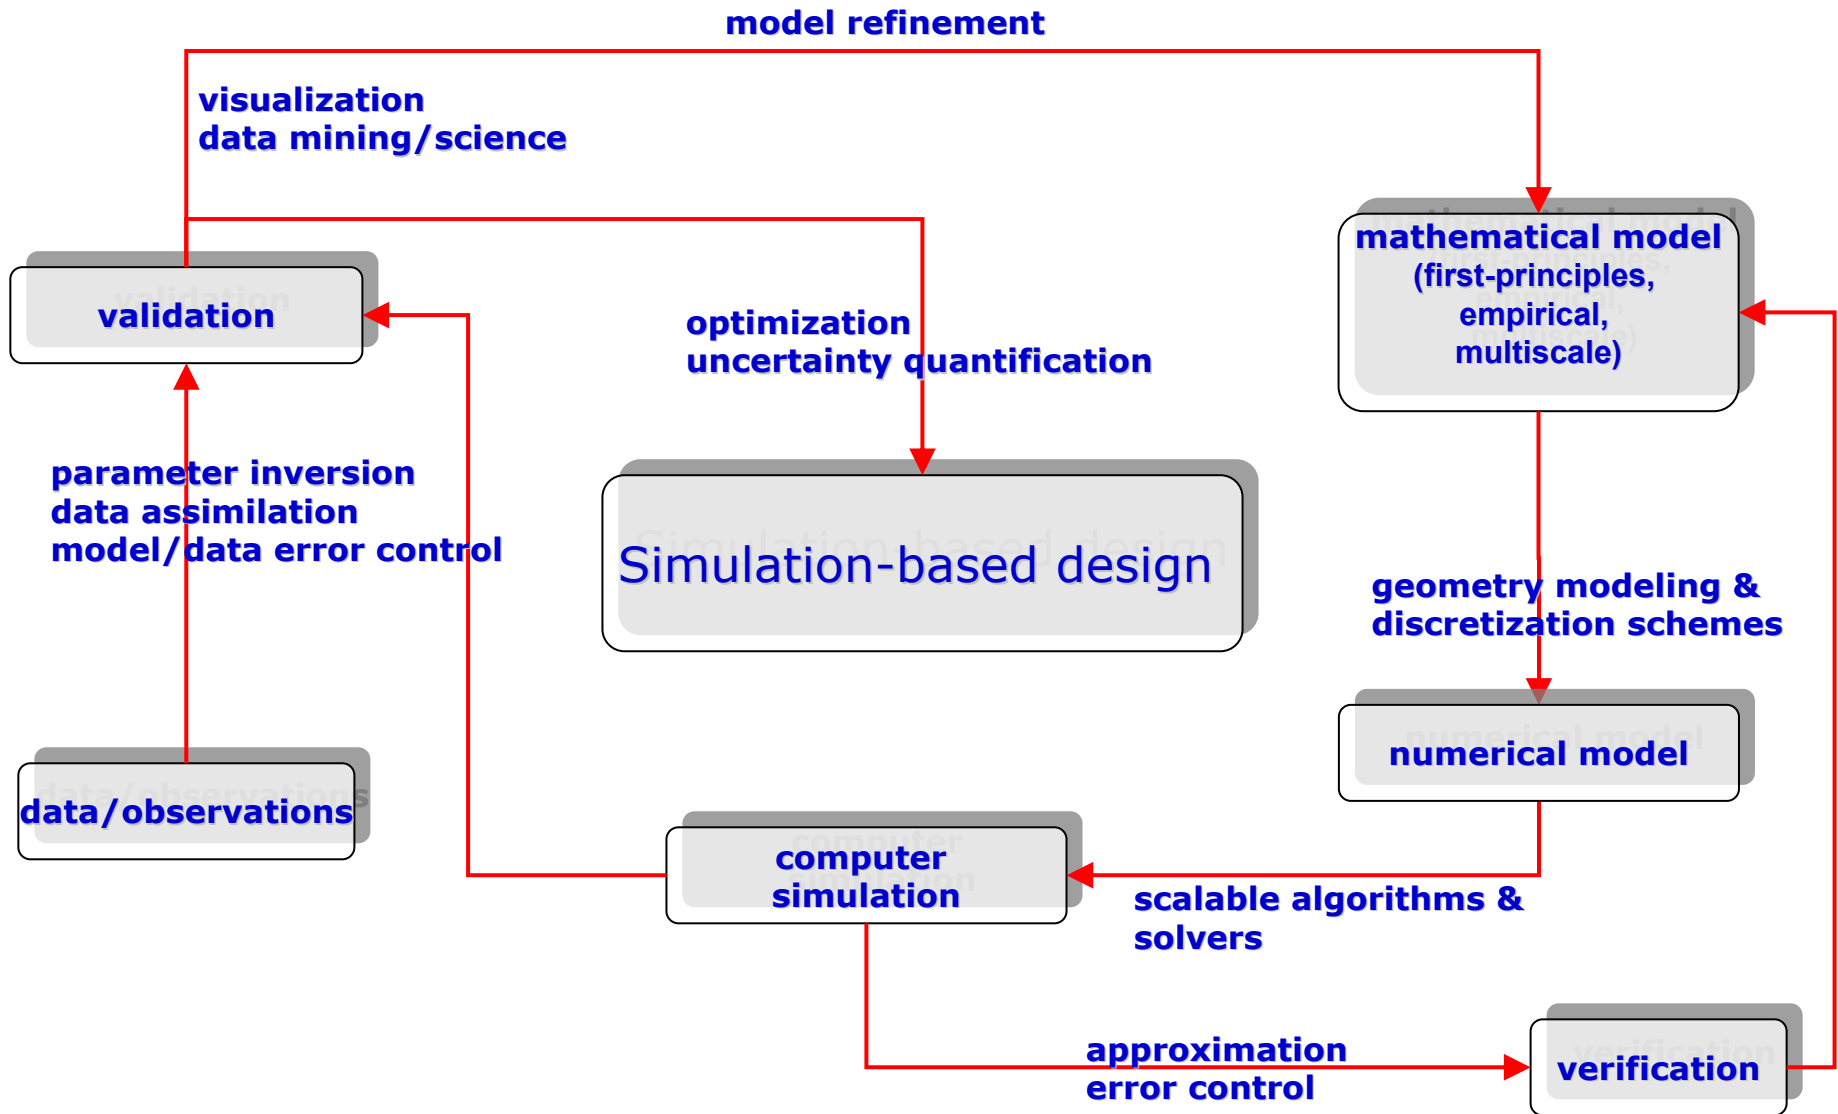 model refinement
visualization
data mining/science
mathematical model
(first-principles,
empirical,
multiscale)
validation
optimization
uncertainty quantification
parameter inversion
data assimilation
model/data error control
Simulation-based design
geometry modeling &
discretization schemes
numerical model
data/observations
computer
simulation
scalable algorithms &
solvers
approximation
error control
verification